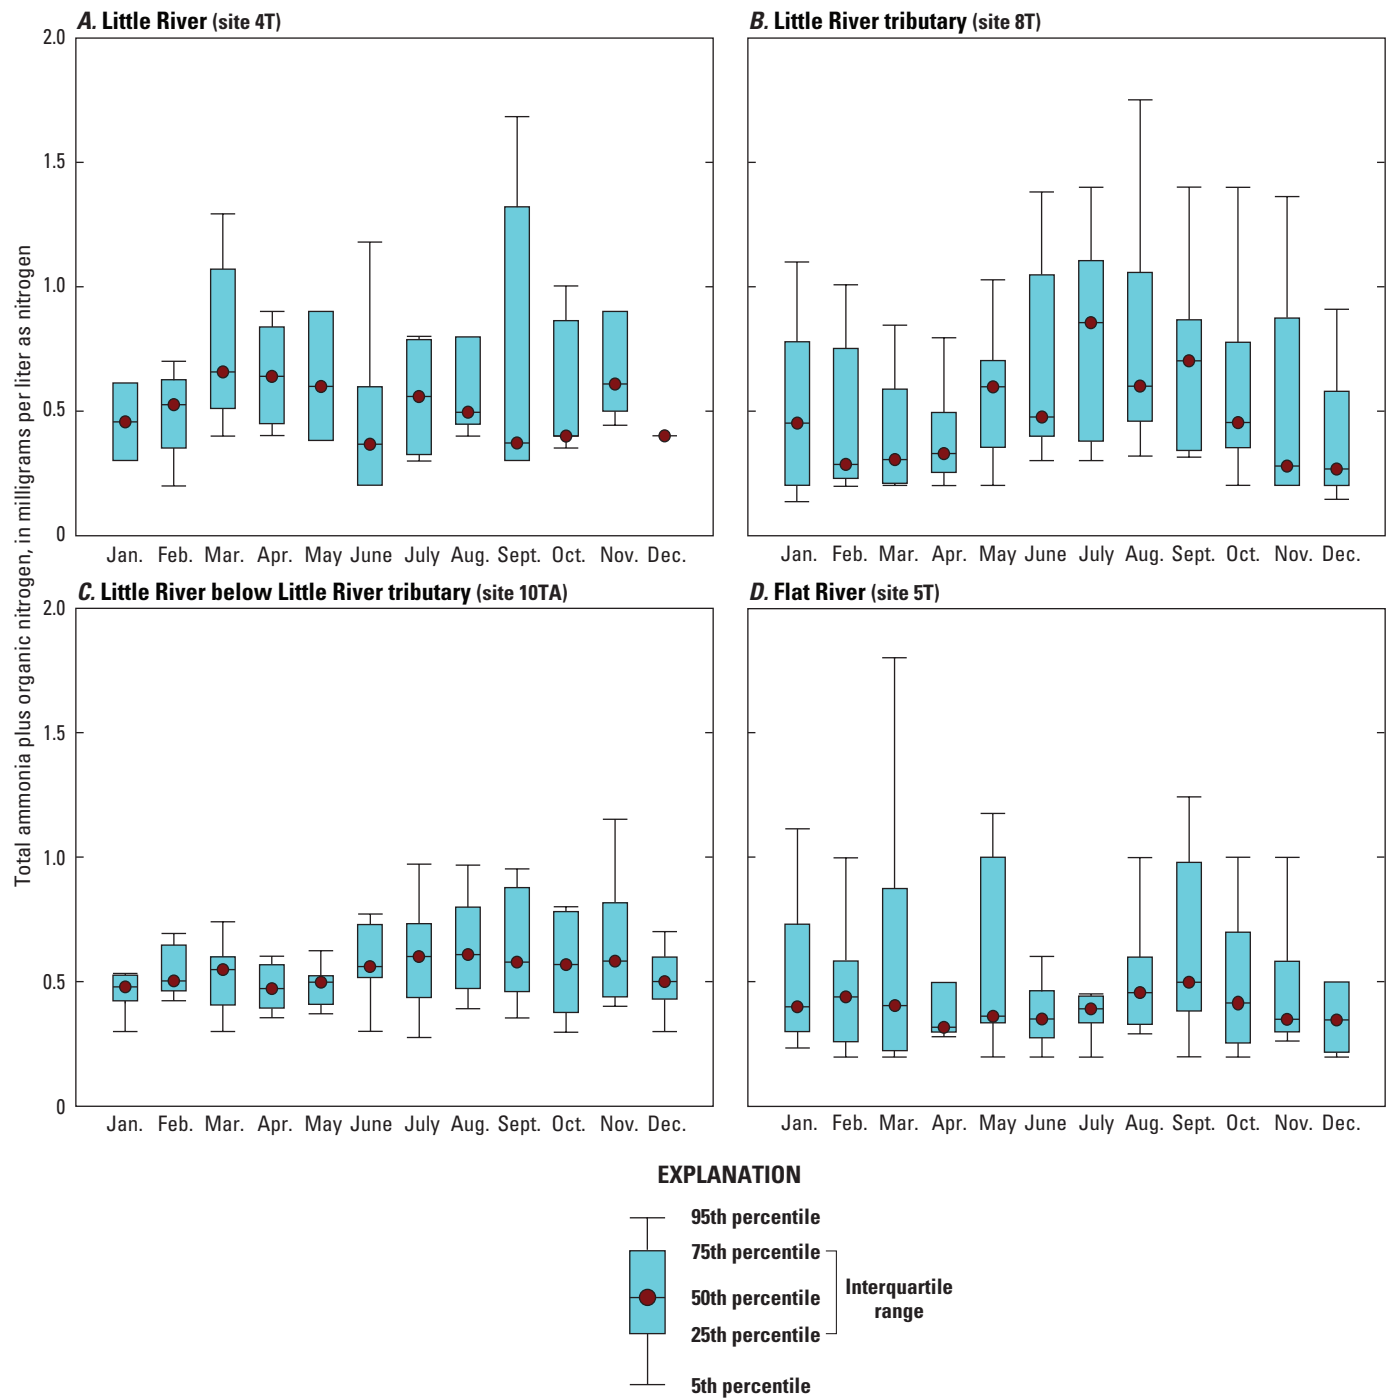 A. Little River (site 4T)
B. Little River tributary (site 8T)
Total ammonia plus organic nitrogen, in milligrams per liter as nitrogen
2.0
1.5
1.0
0.5
0
Jan. Feb. Mar. Apr. May June July Aug. Sept. Oct. Nov. Dec.
Jan. Feb. Mar. Apr. May June July Aug. Sept. Oct. Nov. Dec.
C. Little River below Little River tributary (site 10TA)
D. Flat River (site 5T)
2.0
1.5
1.0
0.5
0
Jan. Feb. Mar. Apr. May June July Aug. Sept. Oct. Nov. Dec.
Jan. Feb. Mar. Apr. May June July Aug. Sept. Oct. Nov. Dec.
EXPLANATION
95th percentile
75th percentile
50th percentile
25th percentile
5th percentile
Interquartile
range